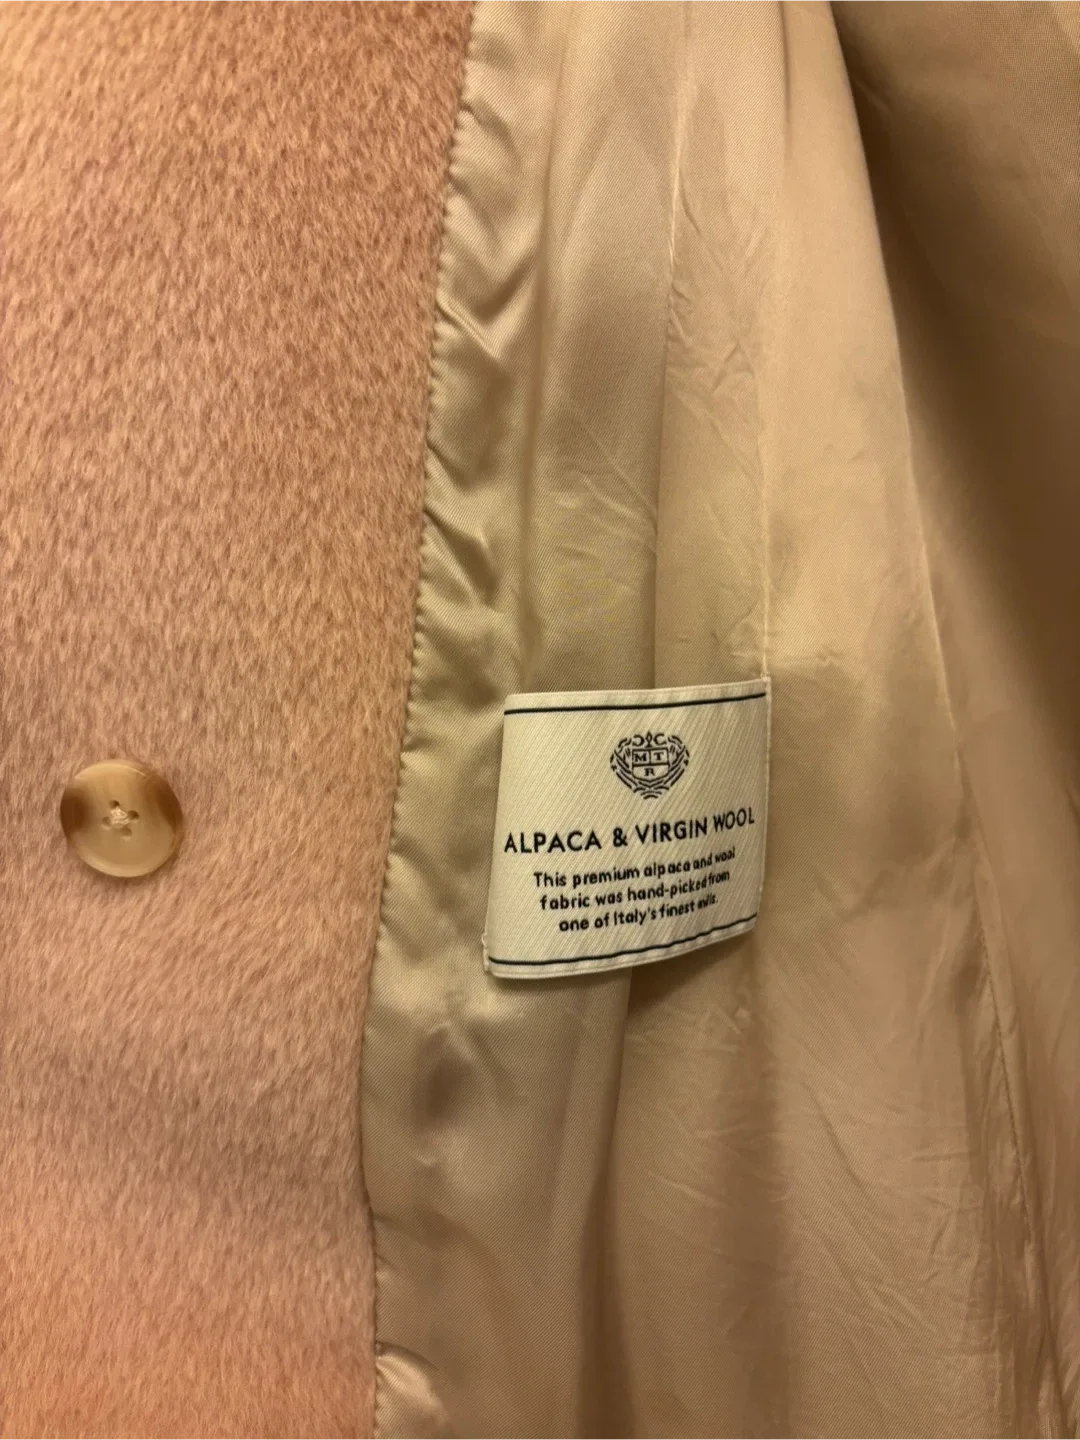 M T
R
ALPACA & VIRGIN WOOL
This premium alpaca and wool
fabric was hand-picked from
one of Italy's finest mills.